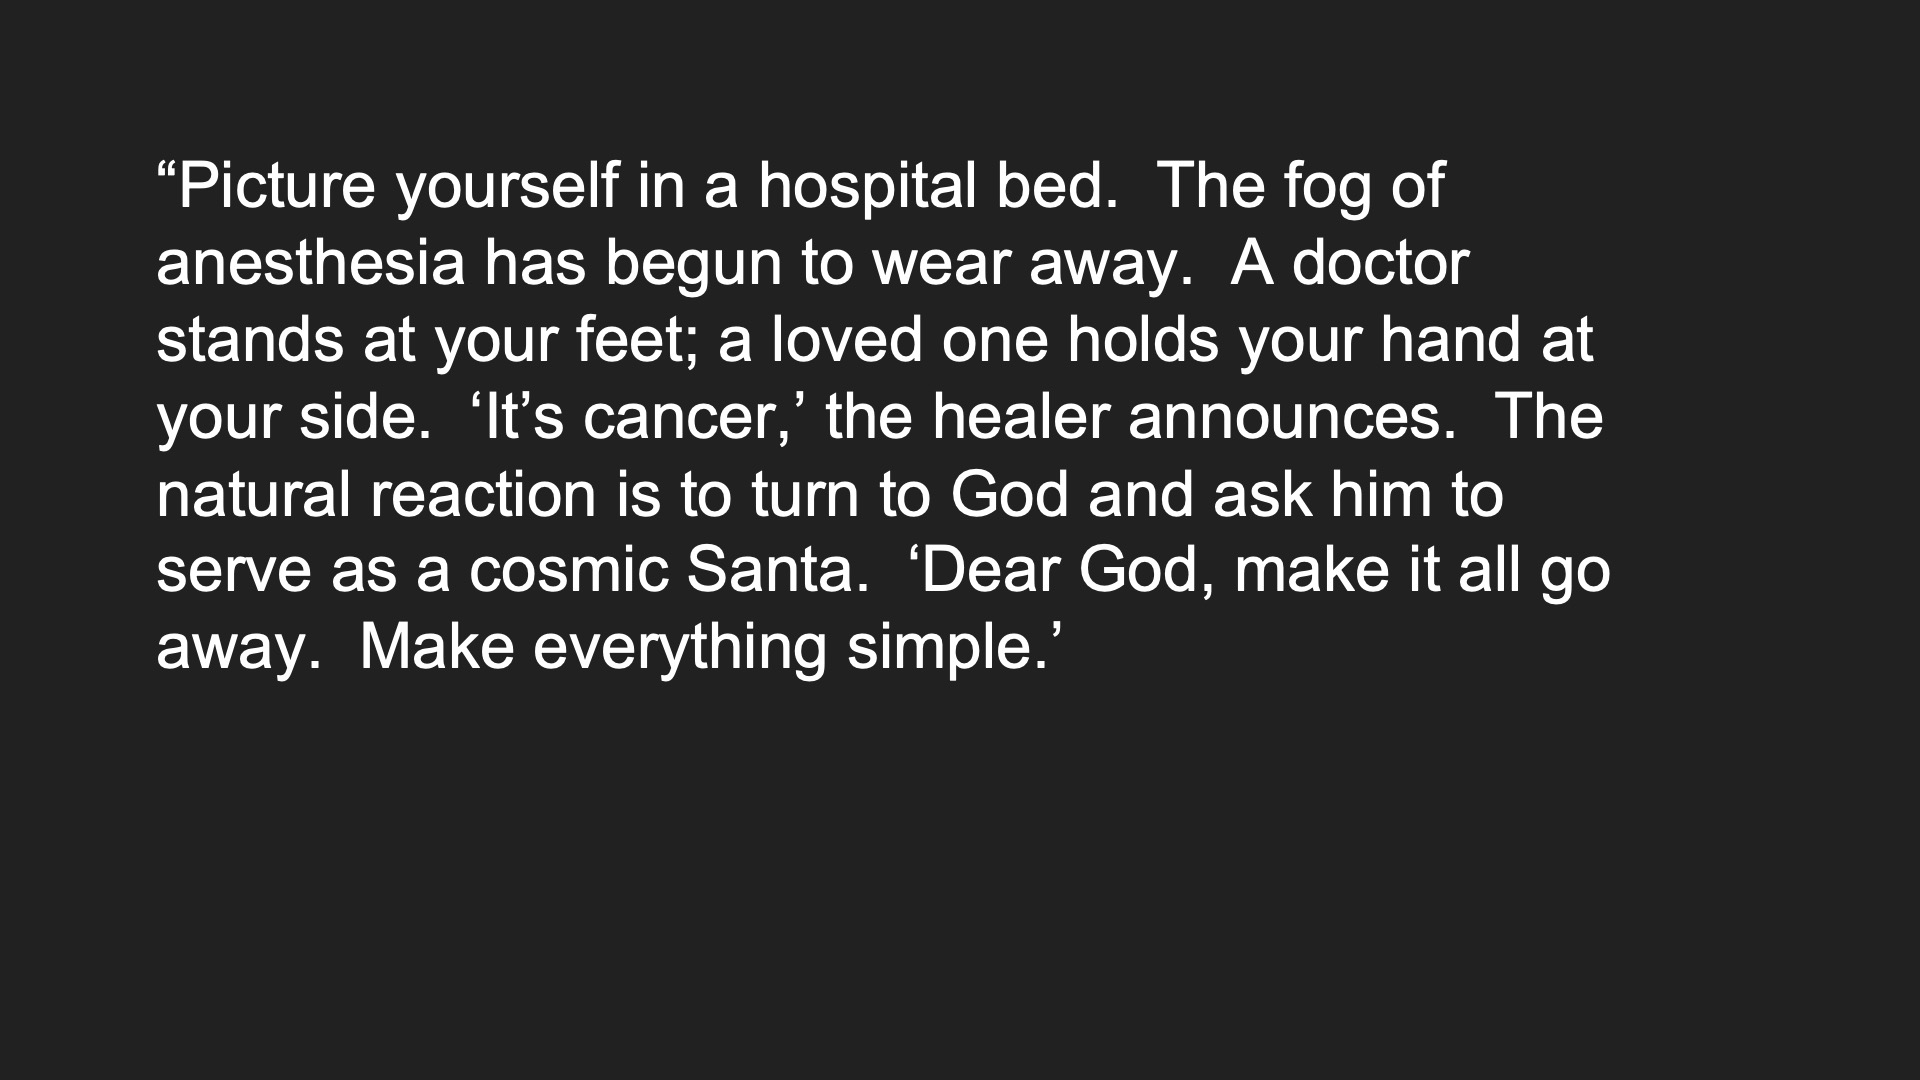 “Picture yourself in a hospital bed.  The fog of
anesthesia has begun to wear away.  A doctor
stands at your feet; a loved one holds your hand at
your side.  ‘It’s cancer,’ the healer announces.  The
natural reaction is to turn to God and ask him to
serve as a cosmic Santa.  ‘Dear God, make it all go
away.  Make everything simple.’